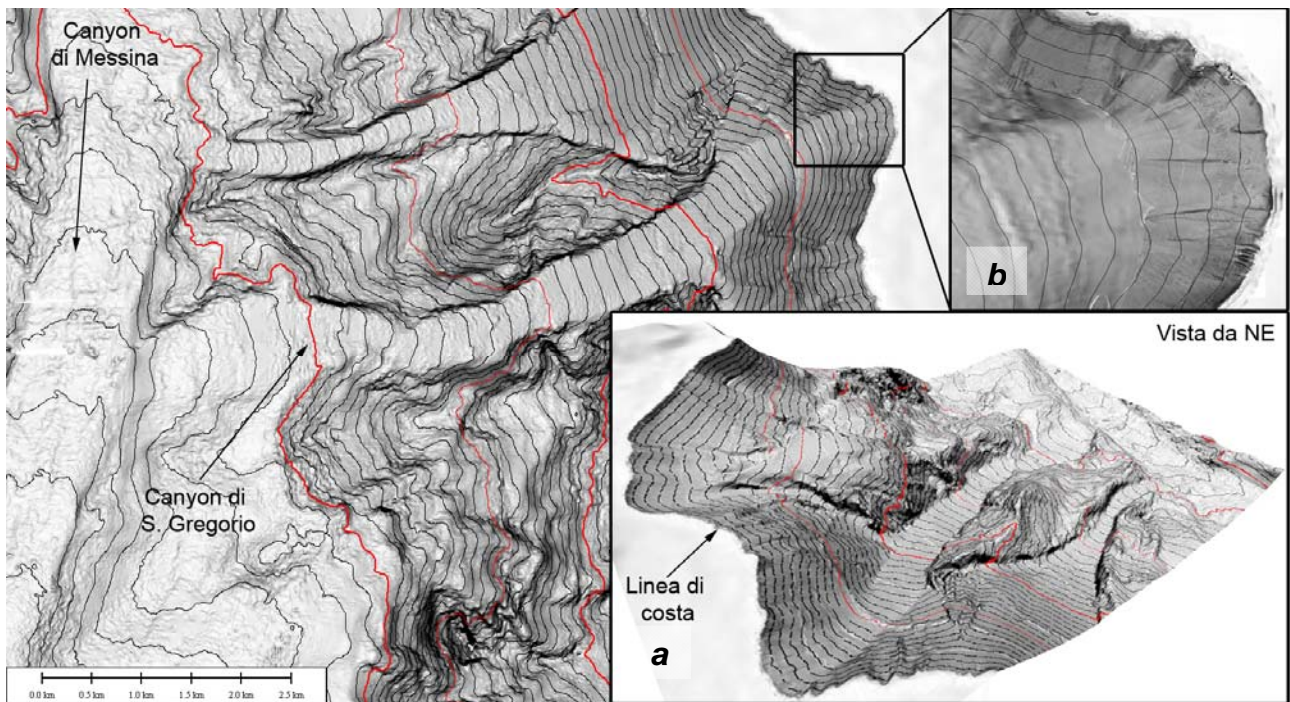 Canyon
di Messina
b
Vista da NE
Canyon di
S. Gregorio
Linea di
costa
a
0.0 km 0.5 km 1.0 km 1.5 km 2.0 km 2.5 km